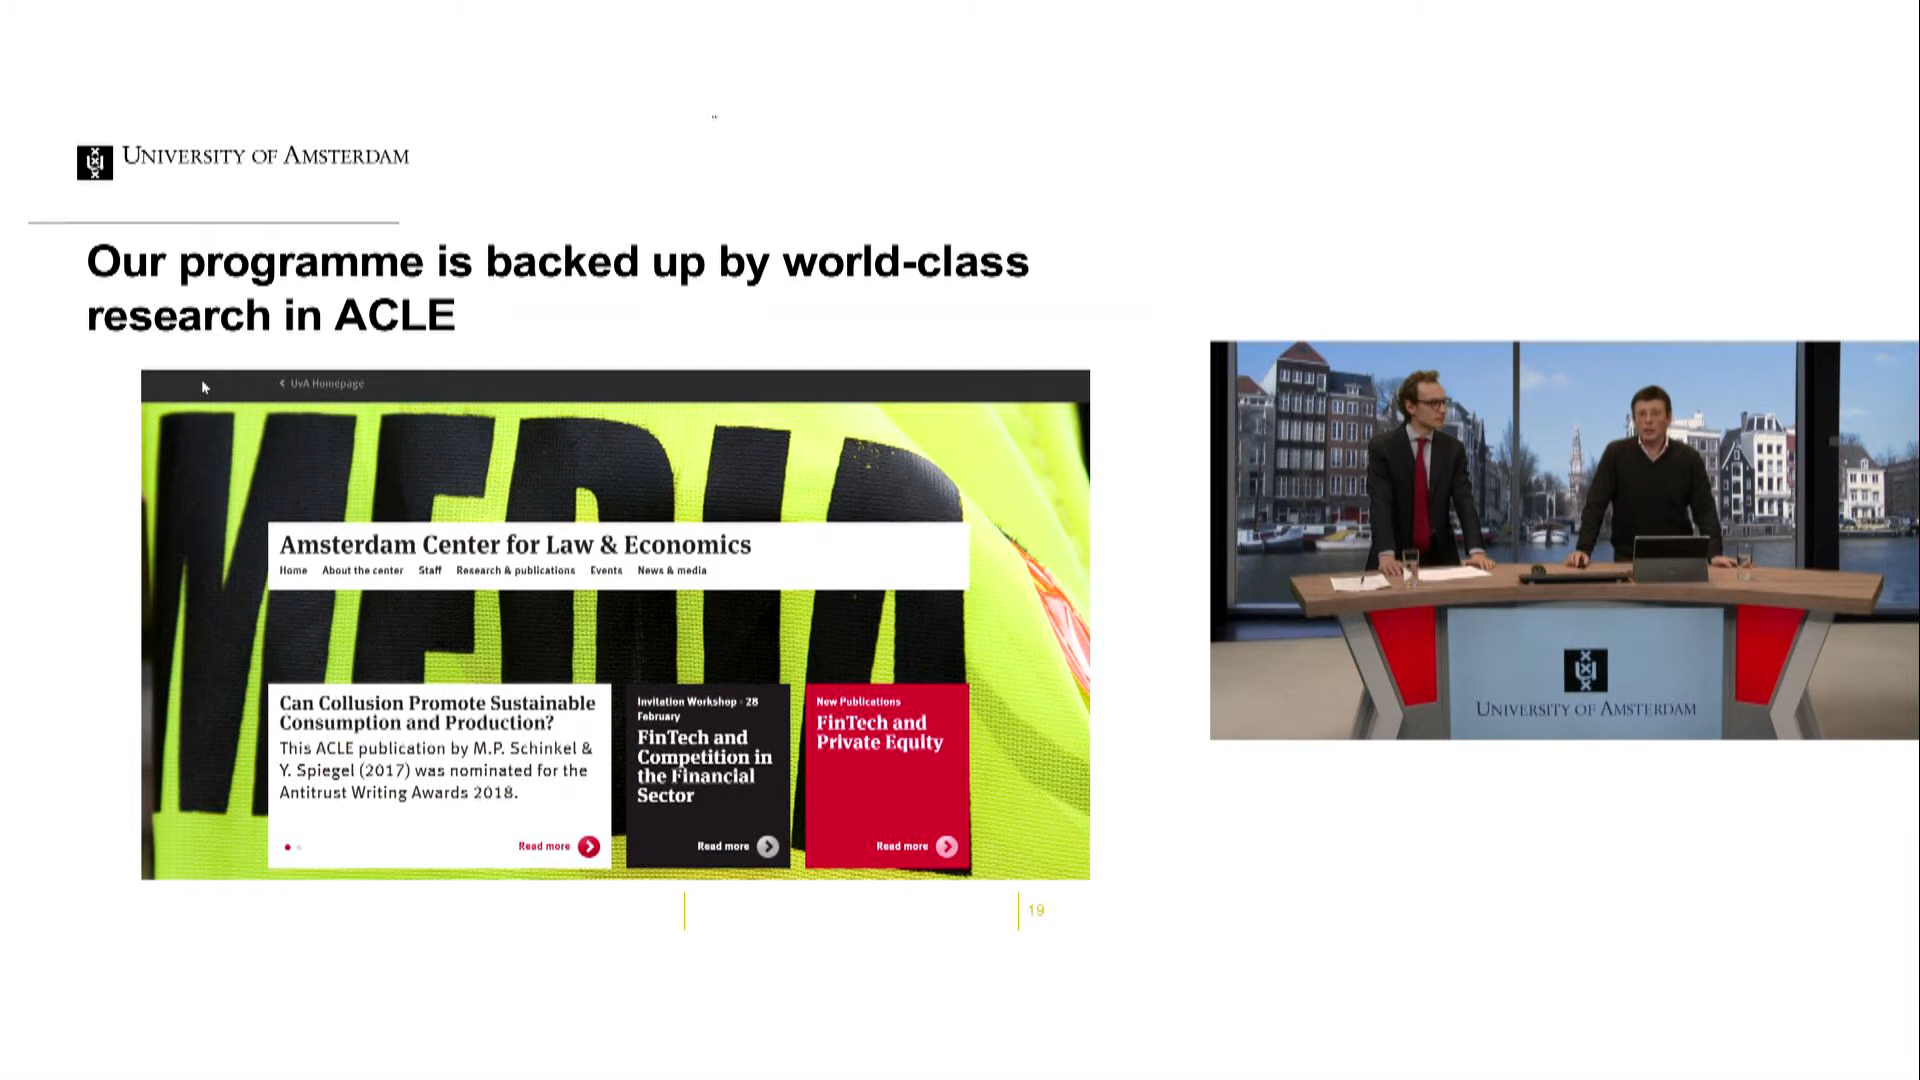 UNIVERSITY OF AMSTERDAM
Our programme is backed up by world-class
research in ACLE
UvA Homepage
MEDIA
Amsterdam Center for Law & Economics
Home About the center Staff Research & publications Events News & media
Can Collusion Promote Sustainable
Consumption and Production?
This ACLE publication by M.P. Schinkel &
Y. Spiegel (2017) was nominated for the
Antitrust Writing Awards 2018.
Read more
Invitation Workshop - 28
February
FinTech and
Competition in
the Financial
Sector
Read more
New Publications
FinTech and
Private Equity
Read more
19
UNIVERSITY OF AMSTERDAM